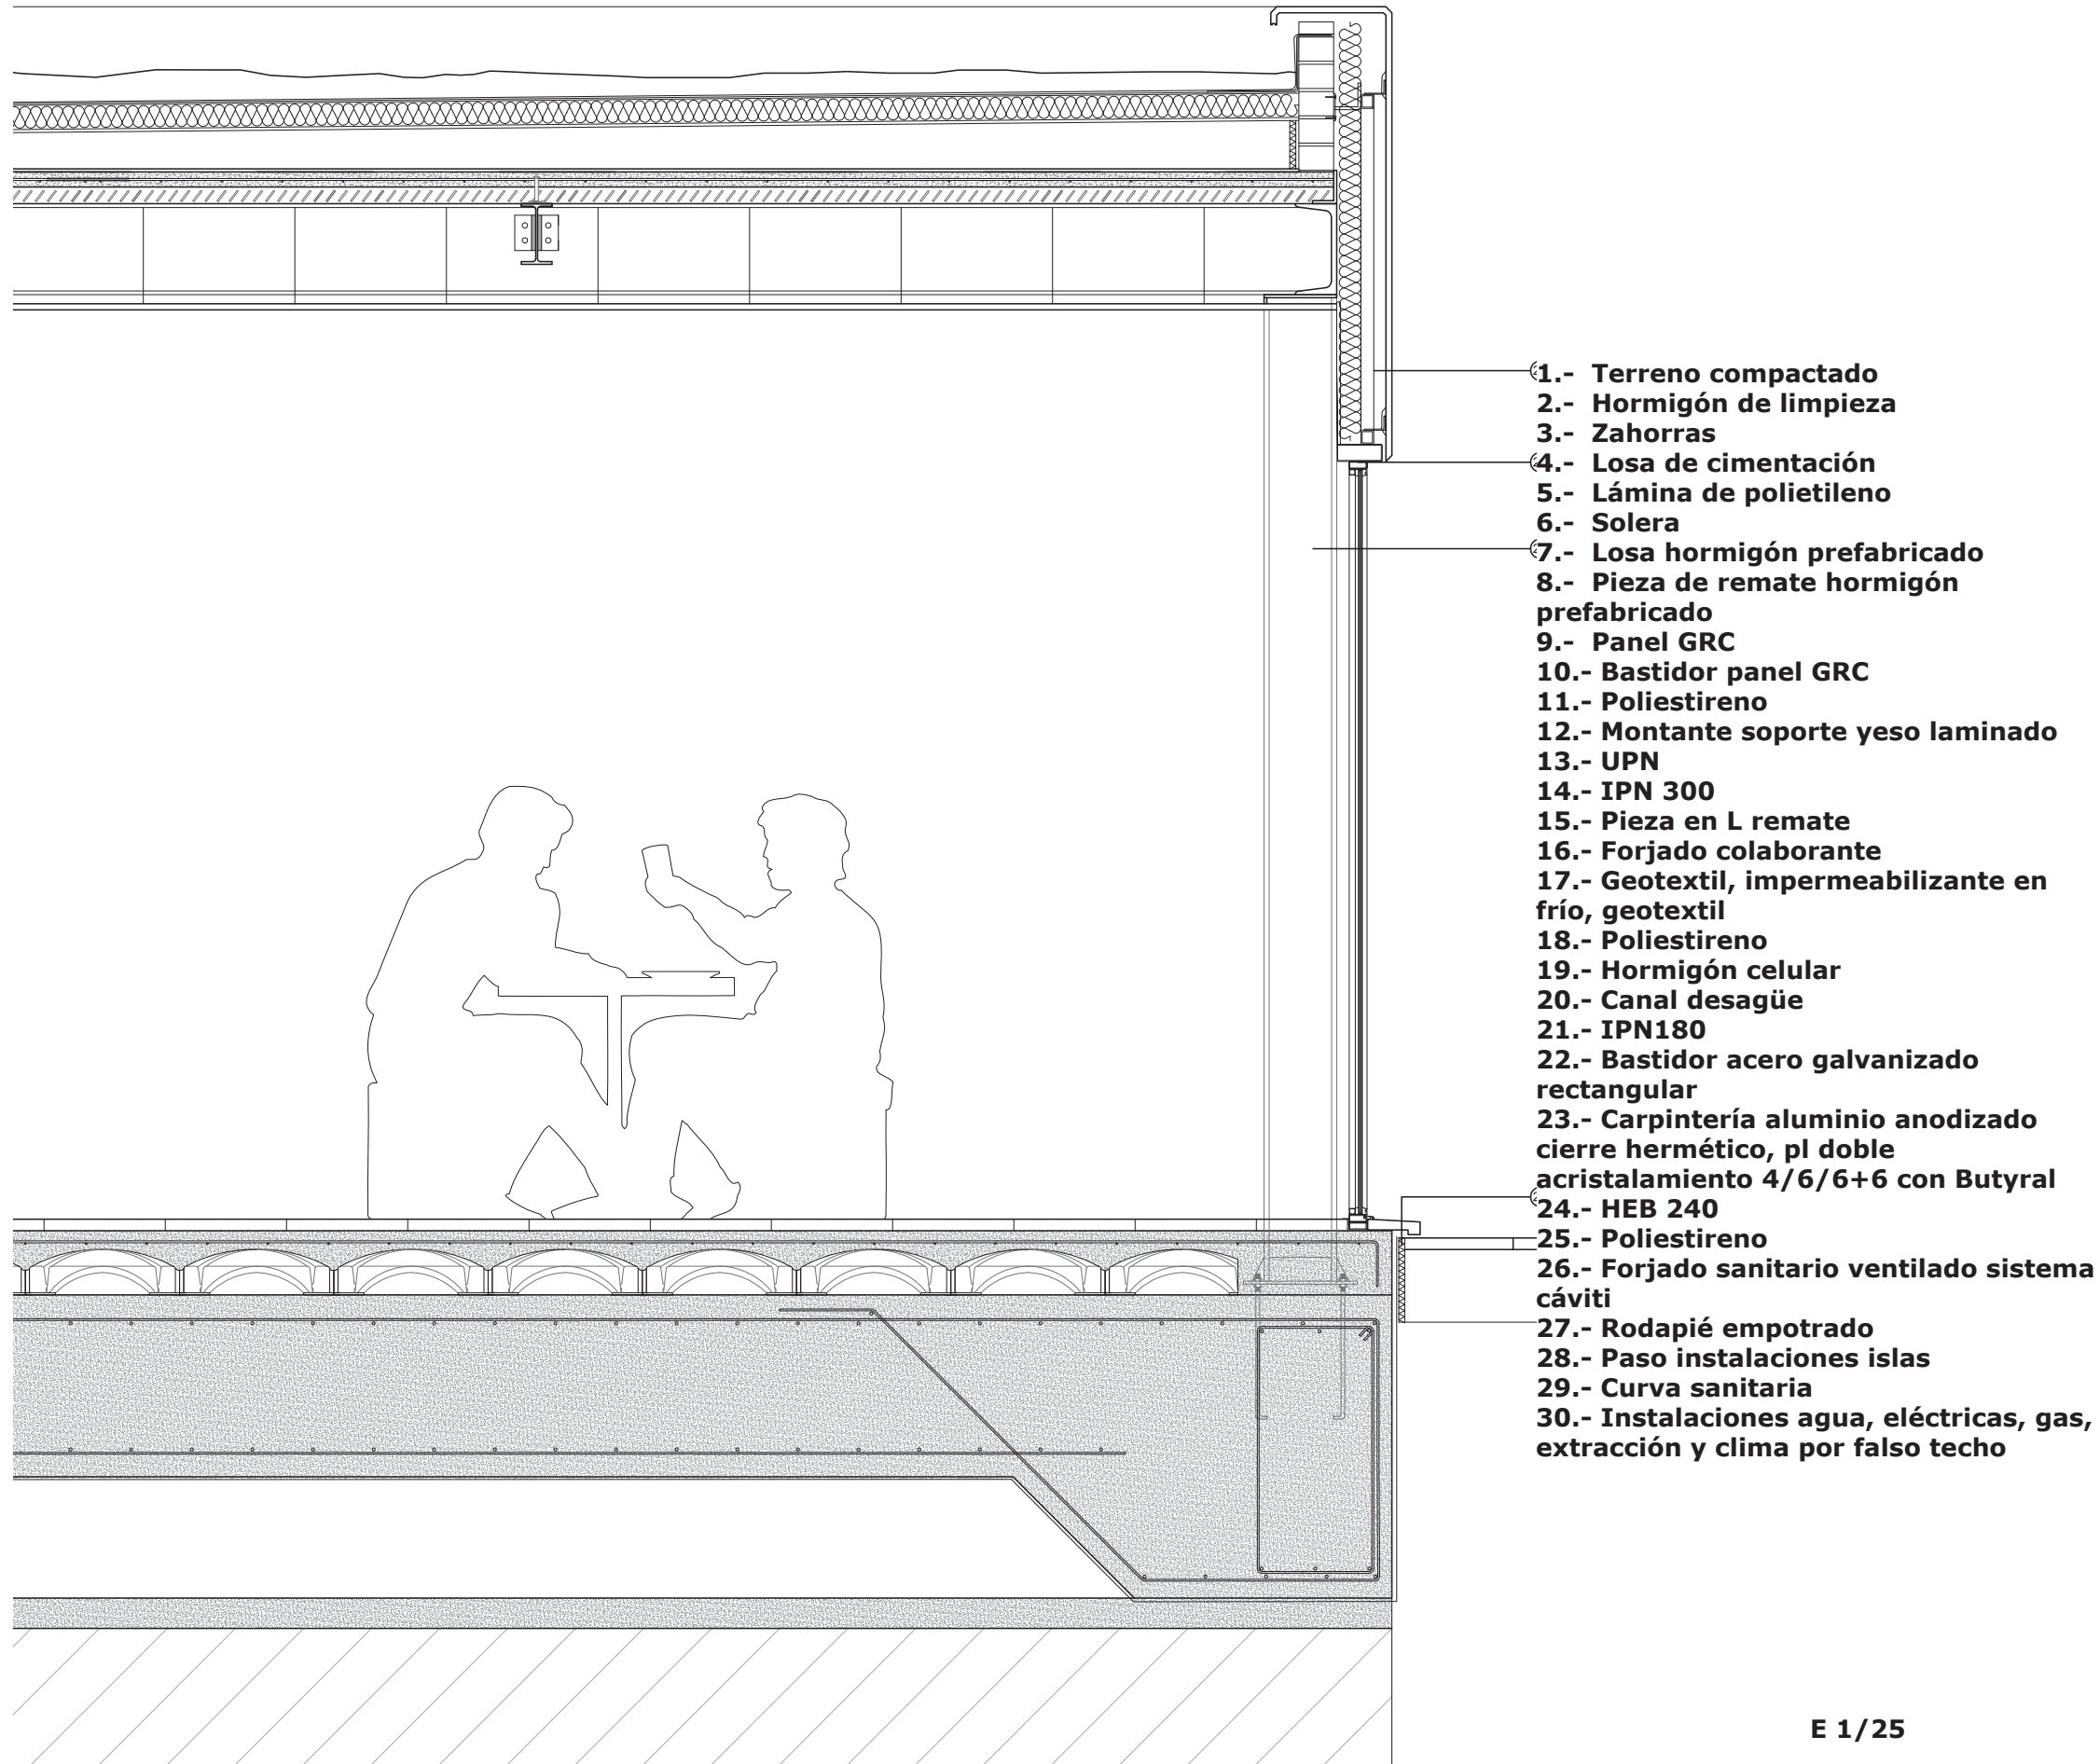 1.- Terreno compactado
2.- Hormigón de limpieza
3.- Zahorras
4.- Losa de cimentación
5.- Lámina de polietileno
6.- Solera
7.- Losa hormigón prefabricado
8.- Pieza de remate hormigón
prefabricado
9.- Panel GRC
10.- Bastidor panel GRC
11.- Poliestireno
12.- Montante soporte yeso laminado
13.- UPN
14.- IPN 300
15.- Pieza en L remate
16.- Forjado colaborante
17.- Geotextil, impermeabilizante en
frío, geotextil
18.- Poliestireno
19.- Hormigón celular
20.- Canal desagüe
21.- IPN180
22.- Bastidor acero galvanizado
rectangular
23.- Carpintería aluminio anodizado
cierre hermético, pl doble
acristalamiento 4/6/6+6 con Butyral
24.- HEB 240
25.- Poliestireno
26.- Forjado sanitario ventilado sistema
cáviti
27.- Rodapié empotrado
28.- Paso instalaciones islas
29.- Curva sanitaria
30.- Instalaciones agua, eléctricas, gas,
extracción y clima por falso techo
E 1/25